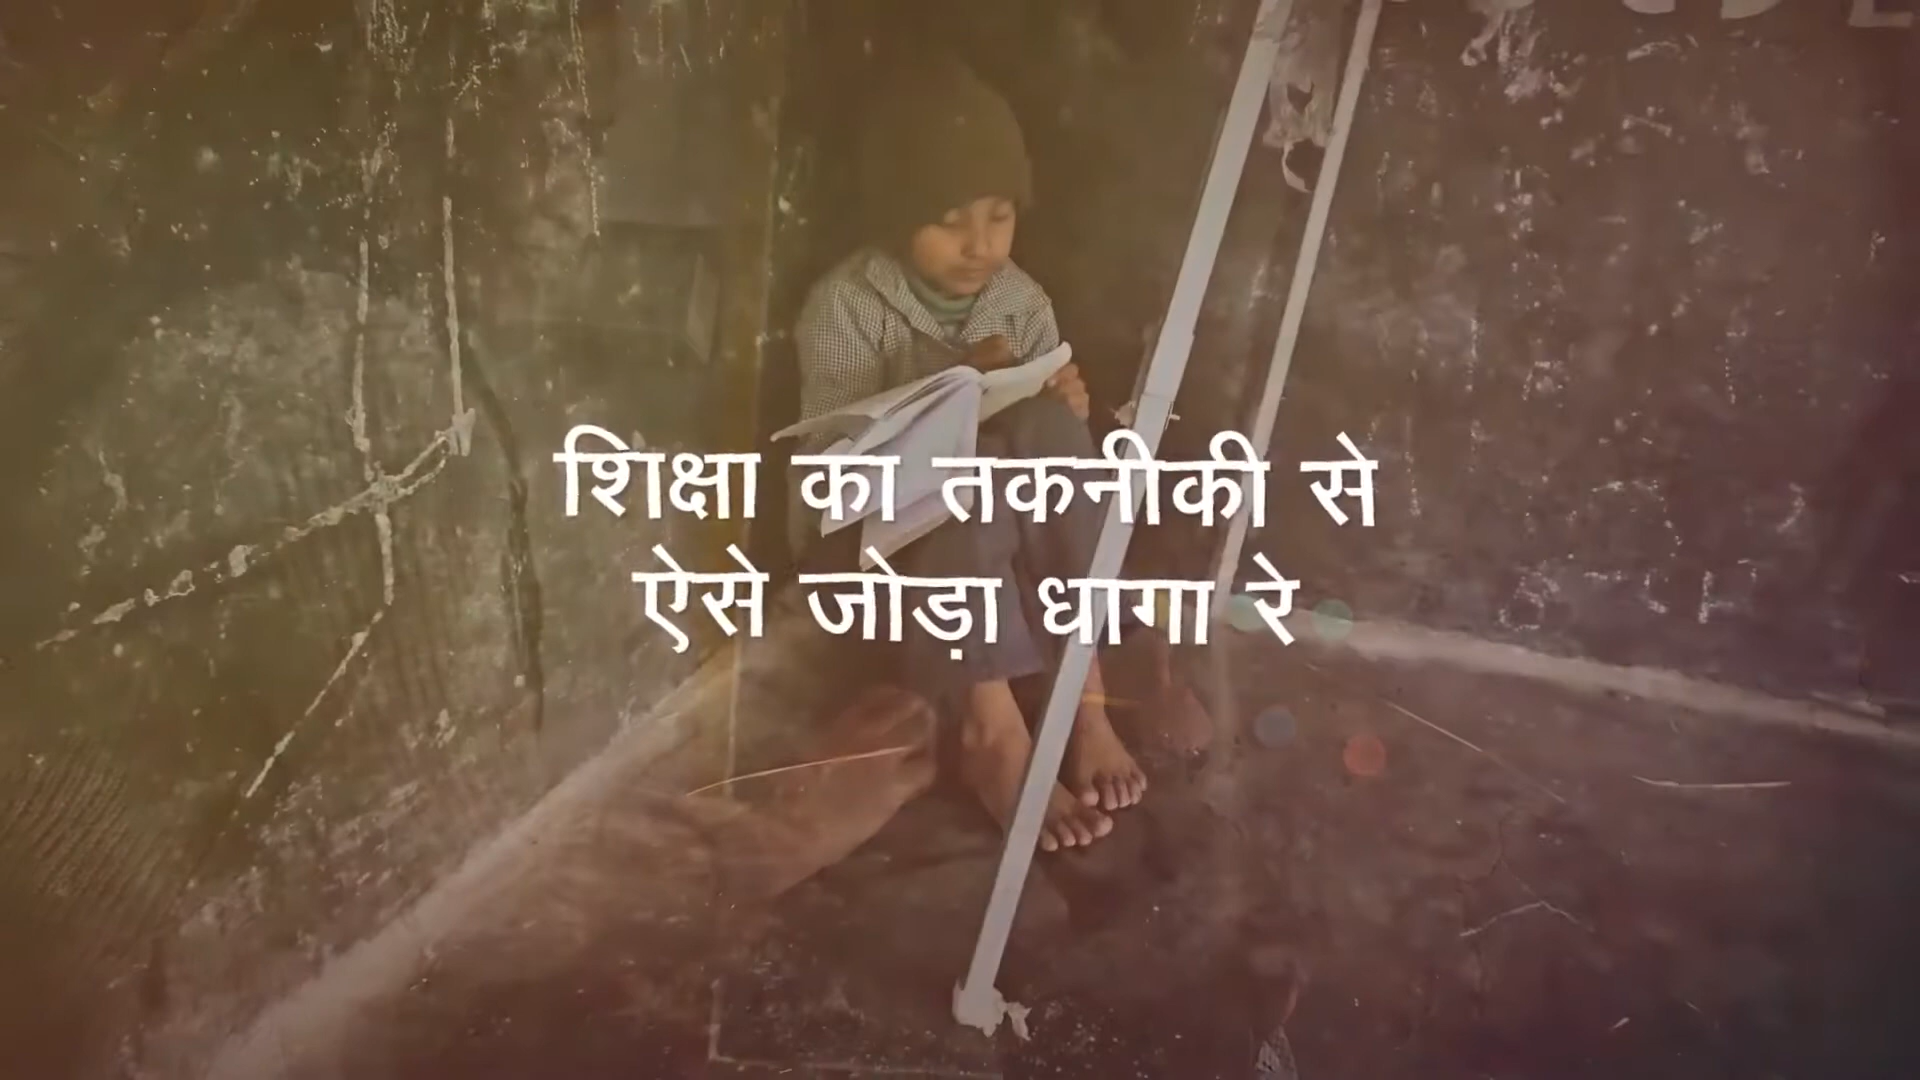 शिक्षा का तकनीकी से
ऐसे जोड़ा धागा रे